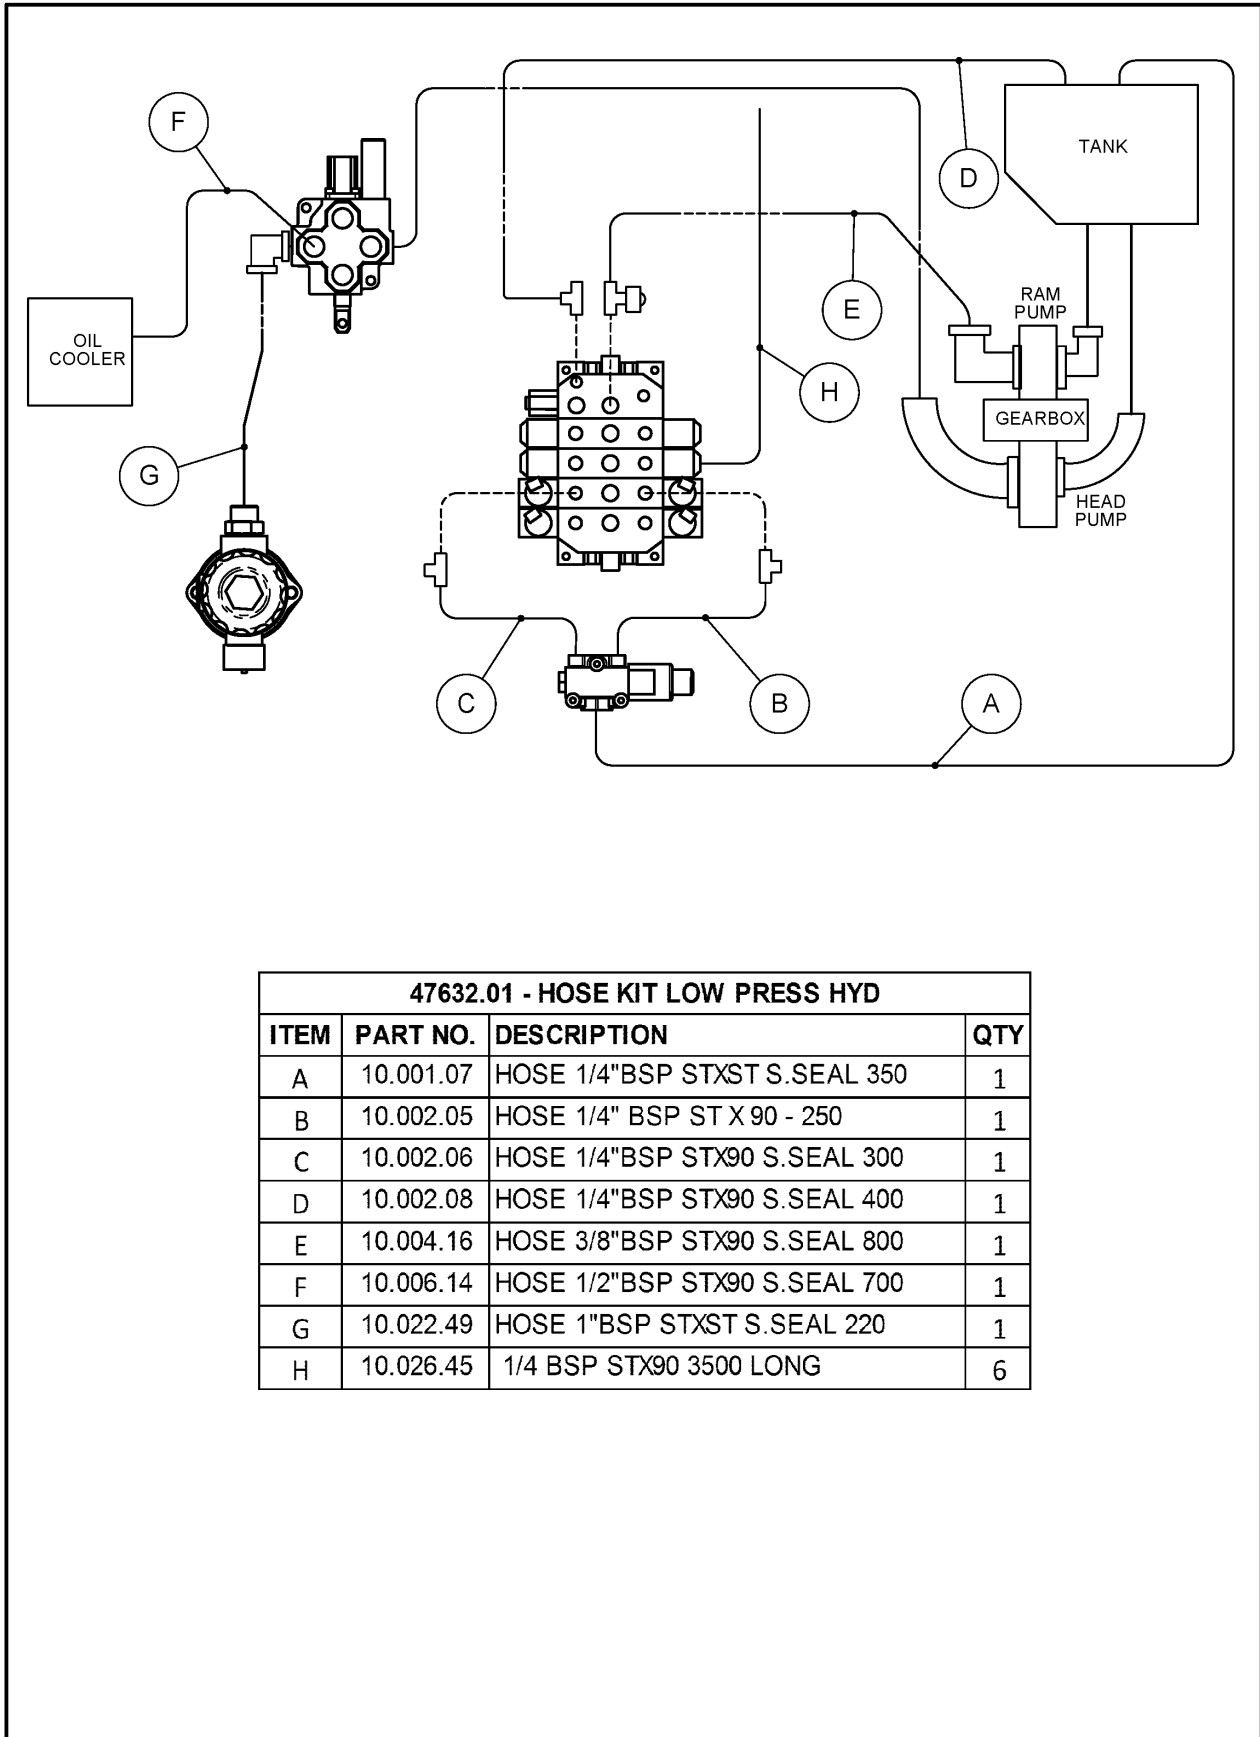 F
TANK
D
E
RAM
PUMP
OIL
COOLER
H
GEARBOX
G
HEAD
PUMP
C
B
A
47632.01 - HOSE KIT LOW PRESS HYD
ITEM PART NO. DESCRIPTION QTY
A 10.001.07 HOSE 1/4"BSP STXST S.SEAL 350 1
B 10.002.05 HOSE 1/4" BSP ST X 90 - 250 1
C 10.002.06 HOSE 1/4"BSP STX90 S.SEAL 300 1
D 10.002.08 HOSE 1/4"BSP STX90 S.SEAL 400 1
E 10.004.16 HOSE 3/8"BSP STX90 S.SEAL 800 1
F 10.006.14 HOSE 1/2"BSP STX90 S.SEAL 700 1
G 10.022.49 HOSE 1"BSP STXST S.SEAL 220 1
H 10.026.45 1/4 BSP STX90 3500 LONG 6